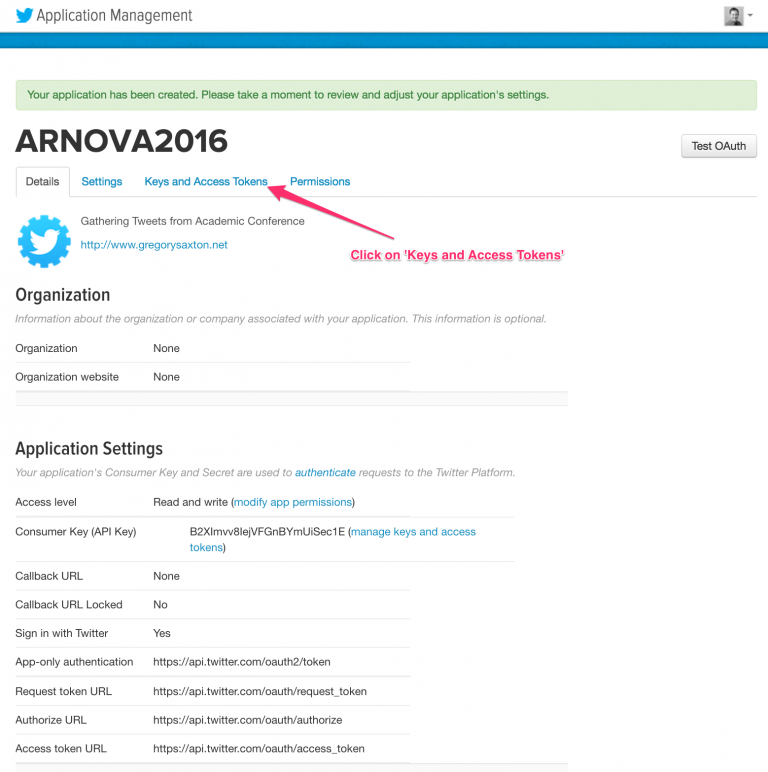 Application Management
Your application has been created. Please take a moment to review and adjust your application's settings.
ARNOVA2016
Test OAuth
Details Settings Keys and Access Tokens Permissions
Gathering Tweets from Academic Conference
http://www.gregorysaxton.net
Click on 'Keys and Access Tokens'
Organization
Information about the organization or company associated with your application. This information is optional.
Organization None
Organization website None
Application Settings
Your application's Consumer Key and Secret are used to authenticate requests to the Twitter Platform.
Access level Read and write (modify app permissions)
Consumer Key (API Key) B2XImvv8IejVFGnBYmUiSec1E (manage keys and access
tokens)
Callback URL None
Callback URL Locked No
Sign in with Twitter Yes
App-only authentication https://api.twitter.com/oauth2/token
Request token URL https://api.twitter.com/oauth/request_token
Authorize URL https://api.twitter.com/oauth/authorize
Access token URL https://api.twitter.com/oauth/access_token